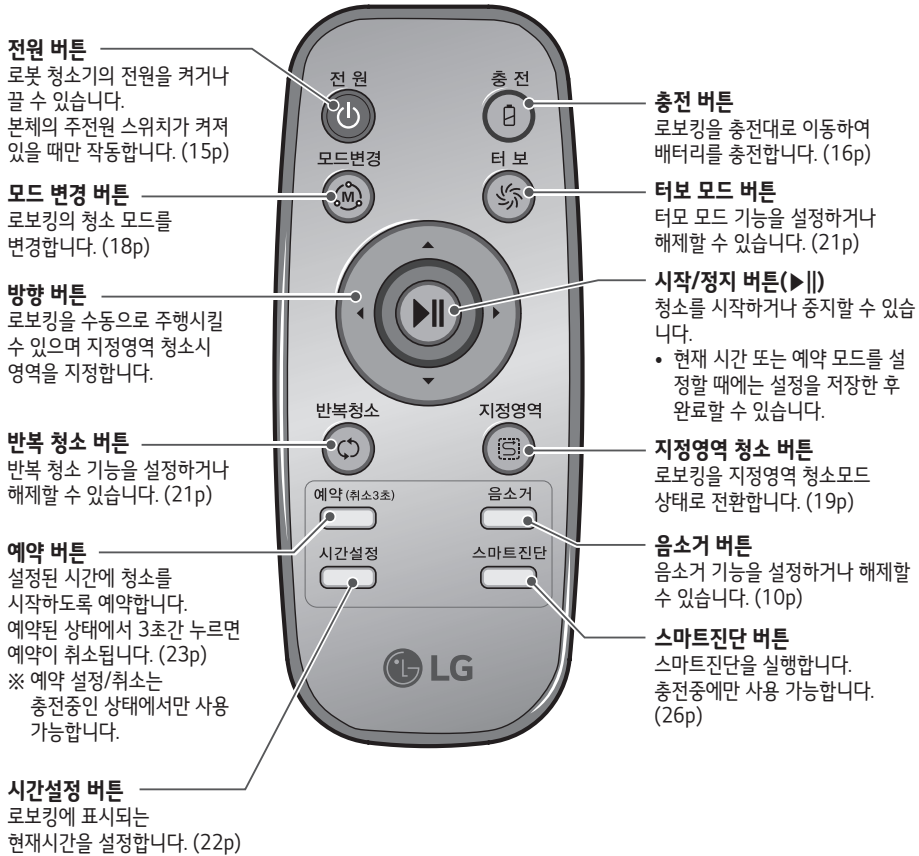 전원 버튼
로봇 청소기의 전원을 켜거나
끌 수 있습니다.
본체의 주전원 스위치가 켜져
있을 때만 작동합니다. (15p)
모드 변경 버튼
로보킹의 청소 모드를
변경합니다. (18p)
방향 버튼
로보킹을 수동으로 주행시킬
수 있으며 지정영역 청소시
영역을 지정합니다.
반복 청소 버튼
반복 청소 기능을 설정하거나
해제할 수 있습니다. (21p)
예약 버튼
설정된 시간에 청소를
시작하도록 예약합니다.
예약된 상태에서 3초간 누르면
예약이 취소됩니다. (23p)
※ 예약 설정/취소는
충전중인 상태에서만 사용
가능합니다.
시간설정 버튼
로보킹에 표시되는
현재시간을 설정합니다. (22p)
전 원
충 전
모드변경
터 보
M
▶||
반복청소
지정영역
예약 (취소3초)
음소거
시간설정
스마트진단
LG
충전 버튼
로보킹을 충전대로 이동하여
배터리를 충전합니다. (16p)
터보 모드 버튼
터모 모드 기능을 설정하거나
해제할 수 있습니다. (21p)
시작/정지 버튼(▶||)
청소를 시작하거나 중지할 수 있습
니다.
• 현재 시간 또는 예약 모드를 설
정할 때에는 설정을 저장한 후
완료할 수 있습니다.
지정영역 청소 버튼
로보킹을 지정영역 청소모드
상태로 전환합니다. (19p)
음소거 버튼
음소거 기능을 설정하거나 해제할
수 있습니다. (10p)
스마트진단 버튼
스마트진단을 실행합니다.
충전중에만 사용 가능합니다.
(26p)